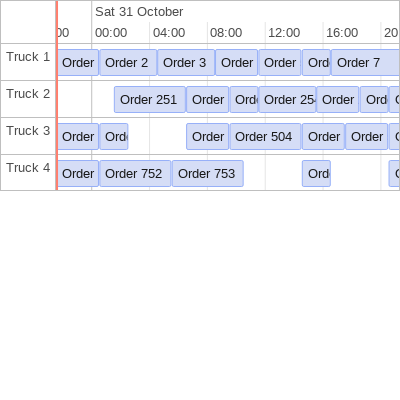 Sat 31 October
00 00:00 04:00 08:00 12:00 16:00 20
Truck 1 Order Order 2 Order 3 Order Order Ord Order 7
Truck 2 Order 251 Order Ord Order 25 Order Ord
Truck 3 Order Ord Order Order 504 Order Order
Truck 4 Order Order 752 Order 753 Ord